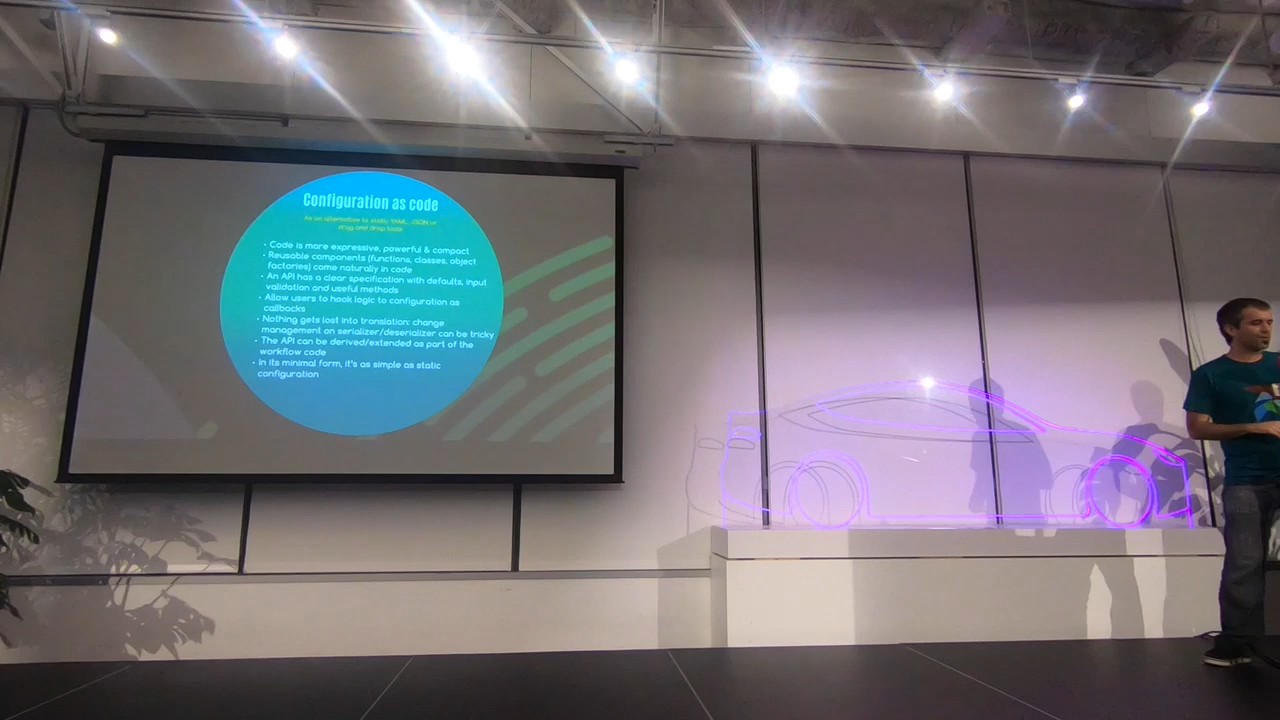 Configuration as code
As an alternative to static YAML, JSON or
drag and drop tools
• Code is more expressive, powerful & compact
• Reusable components (functions, classes, object
factories) come naturally in code
• An API has a clear specification with defaults, input
validation and useful methods
• Allow users to hook logic to configuration as
callbacks
• Nothing gets lost into translation: change
management on serializer/deserializer can be tricky
• The API can be derived/extended as part of the
workflow code
• In its minimal form, it's as simple as static
configuration